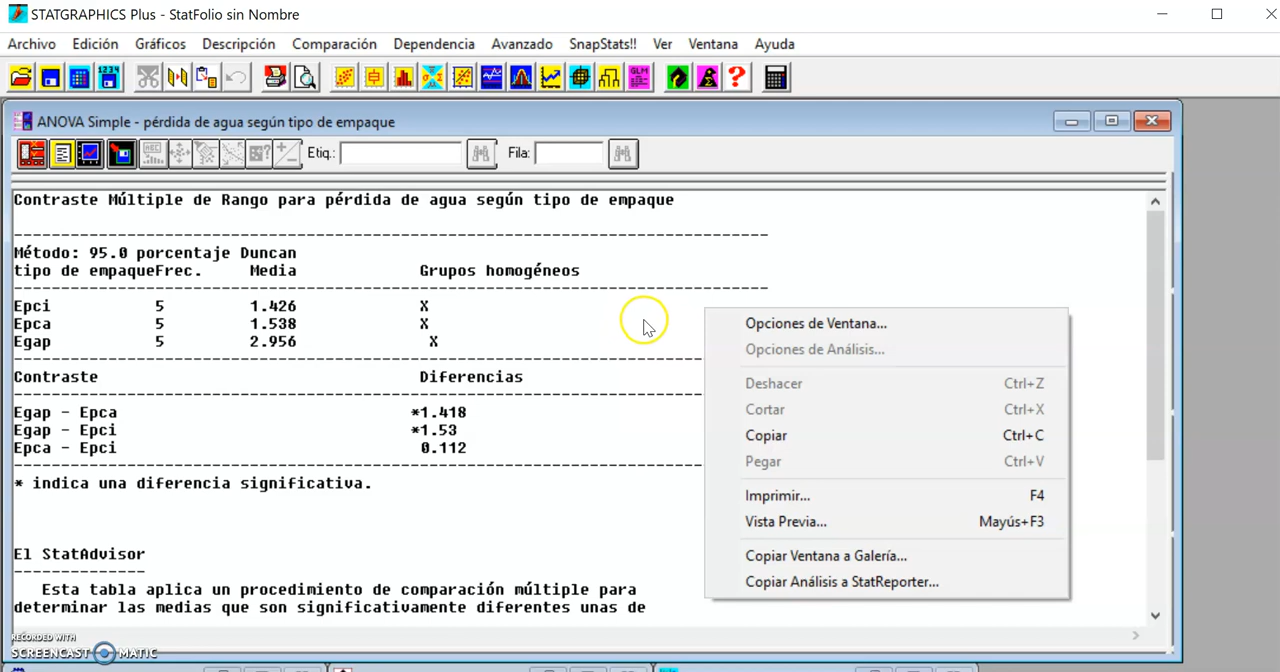 STATGRAPHICS Plus - StatFolio sin Nombre
Archivo Edición Gráficos Descripción Comparación Dependencia Avanzado SnapStats!! Ver Ventana Ayuda
1234
GLM
ANOVA Simple - pérdida de agua según tipo de empaque
Etiq.: Fila:
Contraste Múltiple de Rango para pérdida de agua según tipo de empaque
--------------------------------------------------------------------------------
Método: 95.0 porcentaje Duncan
tipo de empaqueFrec. Media Grupos homogéneos
--------------------------------------------------------------------------------
Epci 5 1.426 X
Epca 5 1.538 X
Egap 5 2.956 X
--------------------------------------------------------------------------------
Contraste Diferencias
--------------------------------------------------------------------------------
Egap - Epca *1.418
Egap - Epci *1.53
Epca - Epci 0.112
--------------------------------------------------------------------------------
* indica una diferencia significativa.
El StatAdvisor
--------------
Esta tabla aplica un procedimiento de comparación múltiple para
determinar las medias que son significativamente diferentes unas de
Opciones de Ventana...
Opciones de Análisis...
Deshacer Ctrl+Z
Cortar Ctrl+X
Copiar Ctrl+C
Pegar Ctrl+V
Imprimir... F4
Vista Previa... Mayús+F3
Copiar Ventana a Galería...
Copiar Análisis a StatReporter...
RECORDED WITH
SCREENCAST MATIC